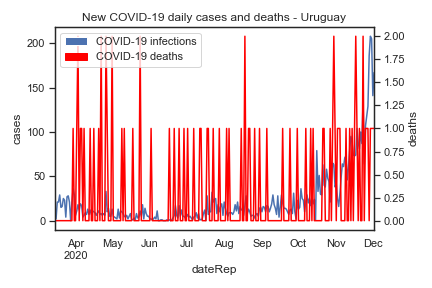 New COVID-19 daily cases and deaths - Uruguay
COVID-19 infections
COVID-19 deaths
200
150
100
50
0
cases
2.00
1.75
1.50
1.25
1.00
0.75
0.50
0.25
0.00
deaths
Apr May Jun Jul Aug Sep Oct Nov Dec
2020
dateRep